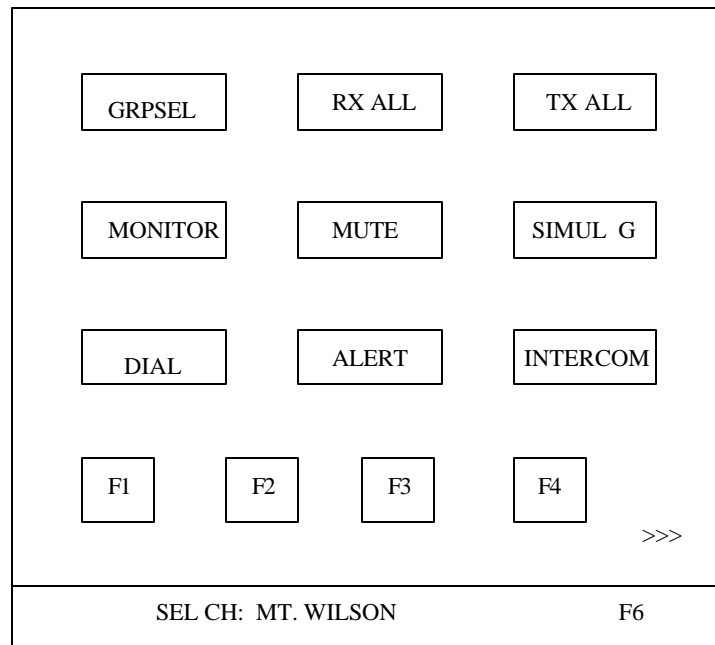 GRPSEL RX ALL TX ALL
MONITOR MUTE SIMUL G
DIAL ALERT INTERCOM
F1 F2 F3 F4
>>>
SEL CH: MT. WILSON F6